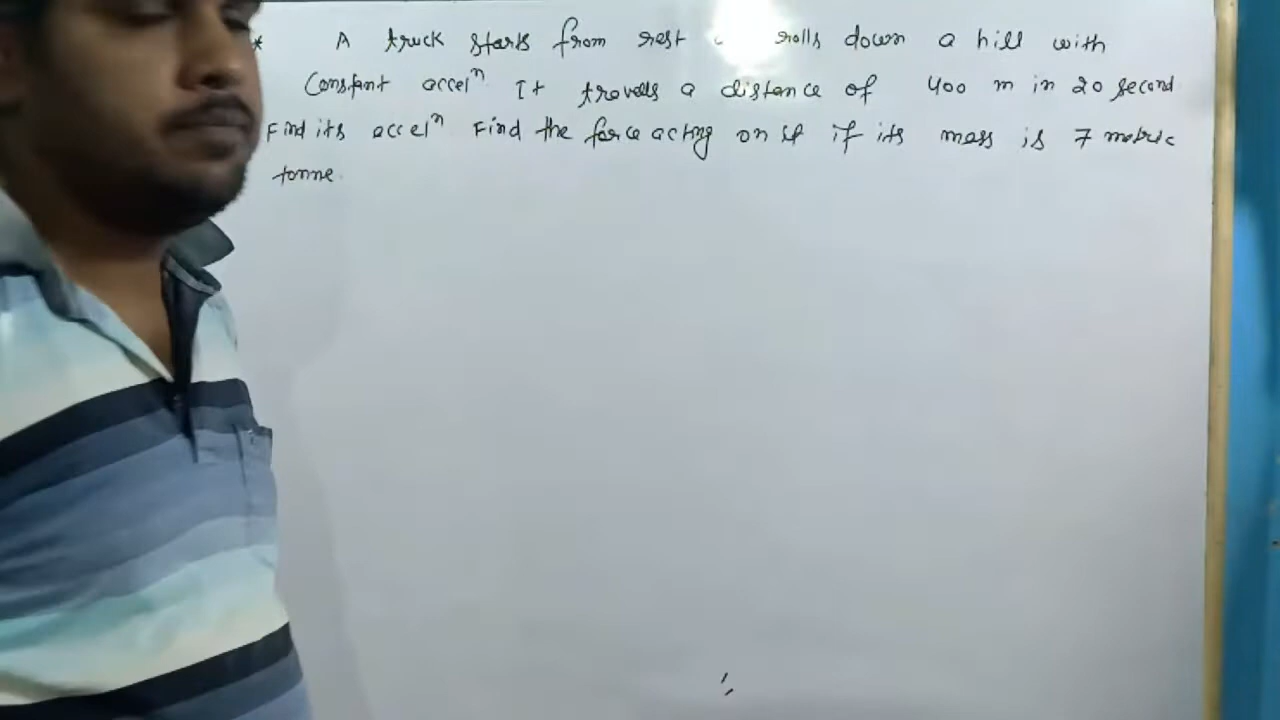 * A truck starts from rest rolls down a hill with
Constant accelⁿ It travels a distance of 400 m in 20 second
Find its accelⁿ Find the force acting on it if its mass is 7 metric
tonne.